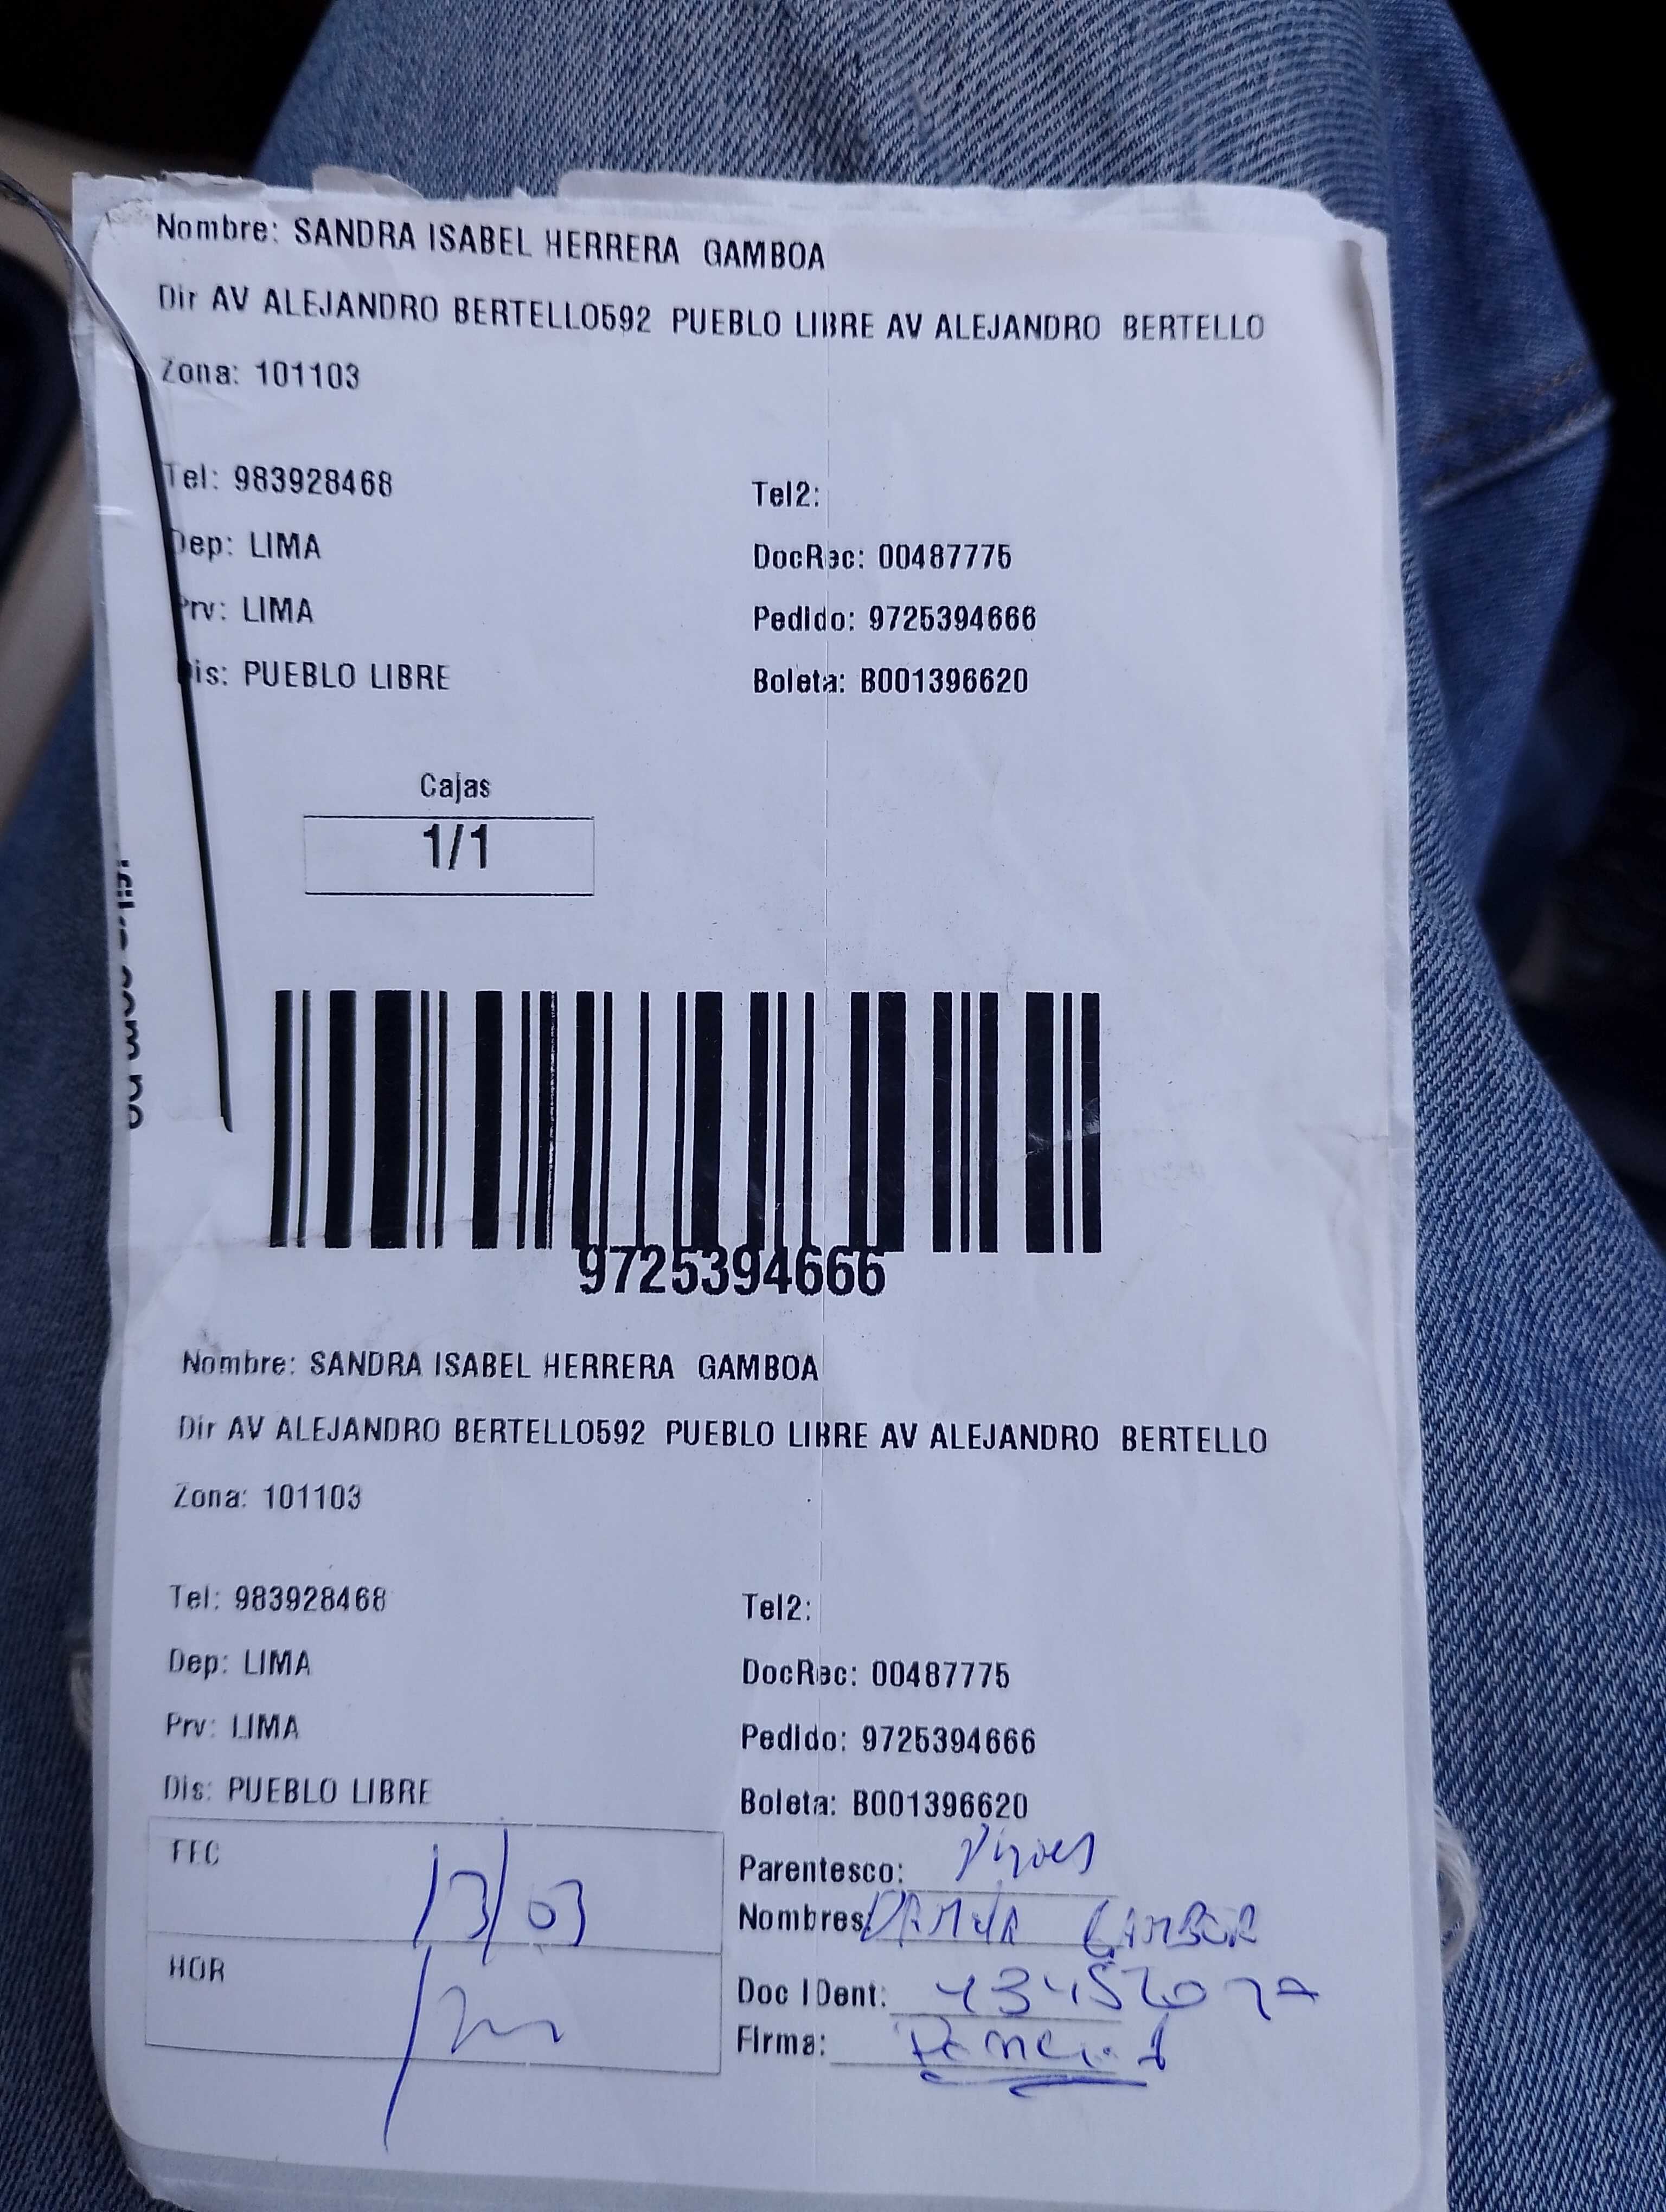 Nombre: SANDRA ISABEL HERRERA GAMBOA
Dir AV ALEJANDRO BERTELLO592 PUEBLO LIBRE AV ALEJANDRO BERTELLO
Zona: 101103
Tel: 983928468 Tel2:
Dep: LIMA DocRec: 00487775
Prv: LIMA Pedido: 9725394666
Dis: PUEBLO LIBRE Boleta: B001396620
Cajas
1/1
9725394666
Nombre: SANDRA ISABEL HERRERA GAMBOA
Dir AV ALEJANDRO BERTELLO592 PUEBLO LIBRE AV ALEJANDRO BERTELLO
Zona: 101103
Tel: 983928468 Tel2:
Dep: LIMA DocRec: 00487775
Prv: LIMA Pedido: 9725394666
Dis: PUEBLO LIBRE Boleta: B001396620
FEC 13/03 Parentesco:
Nombres
HOR Doc IDent:
Firma: